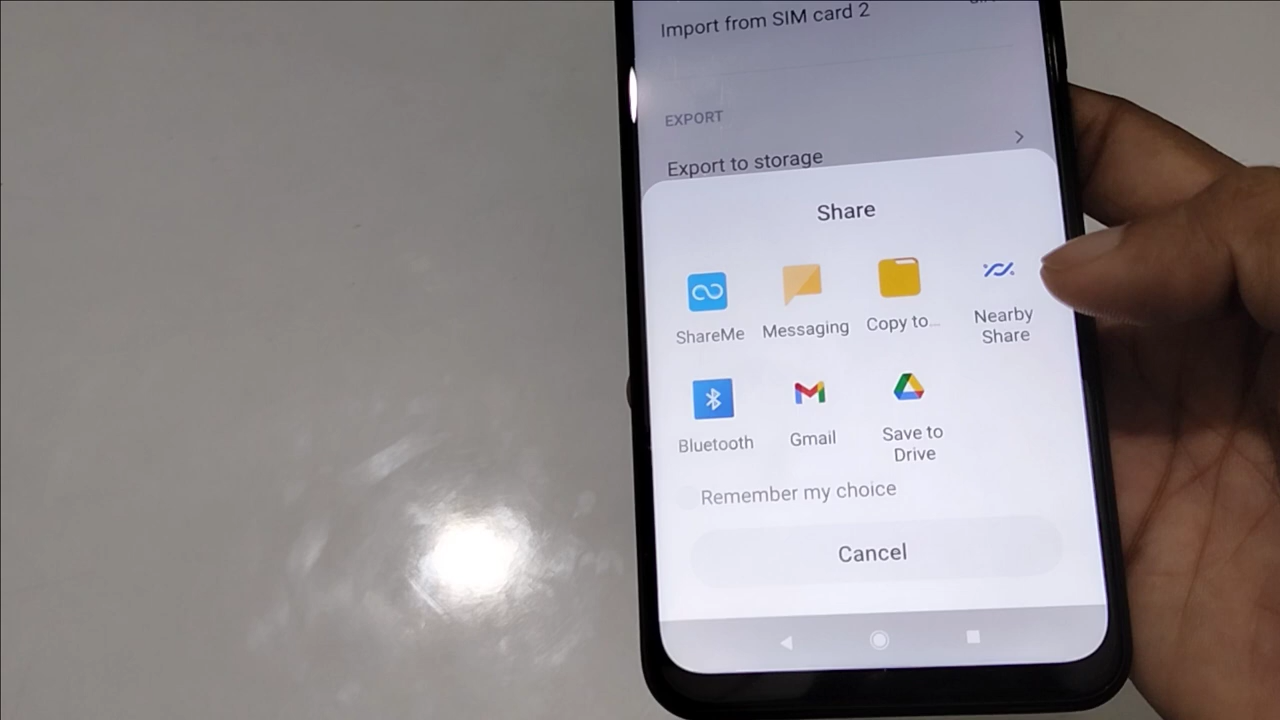 Import from SIM card 2
EXPORT
Export to storage
Share
ShareMe
Messaging
Copy to...
Nearby
Share
Bluetooth
Gmail
Save to
Drive
Remember my choice
Cancel